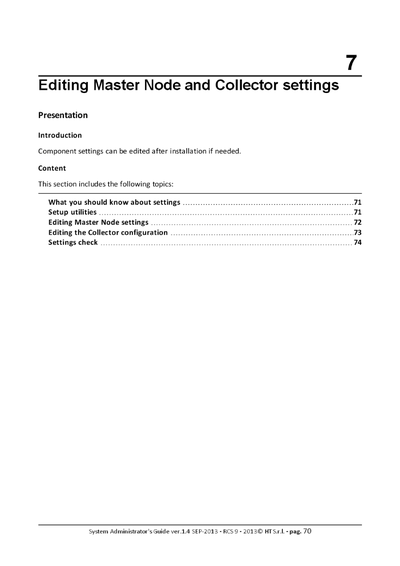 7
Editing Master Node and Collector settings
Presentation
Introduction
Component settings can be edited after installation if needed.
Content
This section includes the following topics:
What you should know about settings ........................................................ 71
Setup utilities ........................................................ 71
Editing Master Node settings ........................................................ 72
Editing the Collector configuration ........................................................ 73
Settings check ........................................................ 74
System Administrator's Guide ver.1.4 SEP-2013 - RCS 9 - 2013© HT S.r.l. - pag. 70